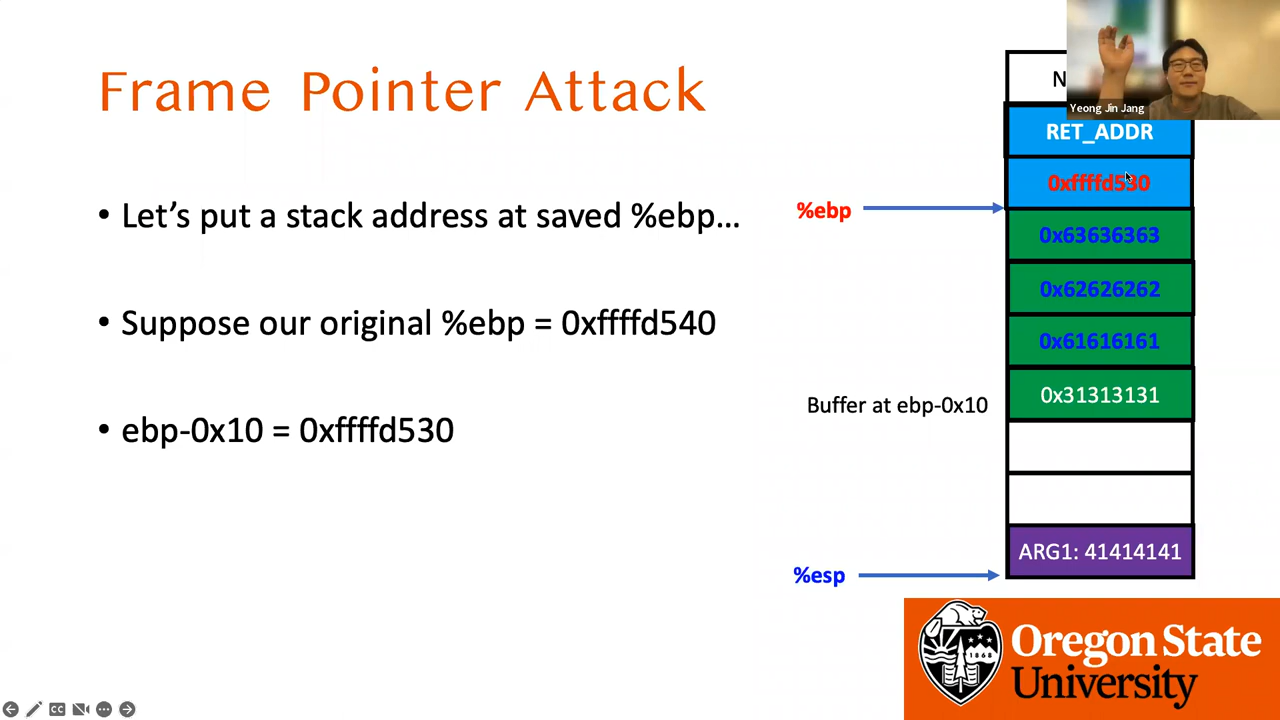 Frame Pointer Attack
• Let's put a stack address at saved %ebp...
• Suppose our original %ebp = 0xffffd540
• ebp-0x10 = 0xffffd530
Yeong Jin Jang
RET_ADDR
0xffffd530
%ebp
0x63636363
0x62626262
0x61616161
Buffer at ebp-0x10
0x31313131
ARG1: 41414141
%esp
CC
1868
Oregon State
University